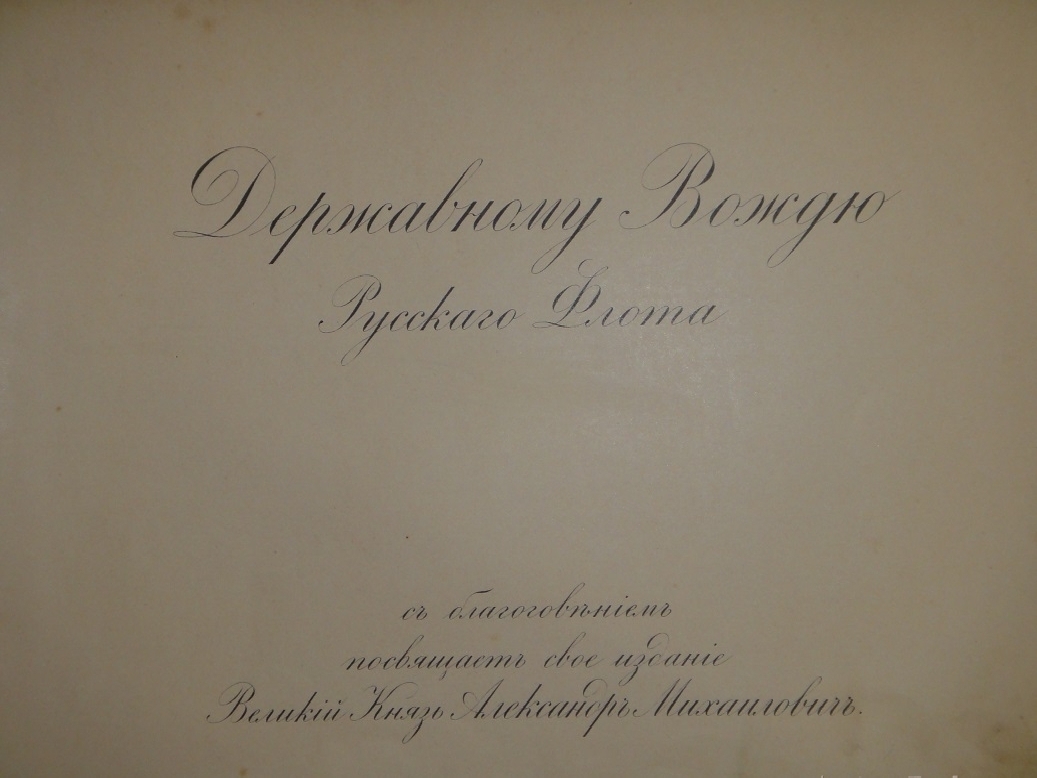 Державному Вождю
Русскаго Флота
съ благоговѣніемъ
посвящаетъ свое изданіе
Великій Князь Александръ Михаиловичъ.